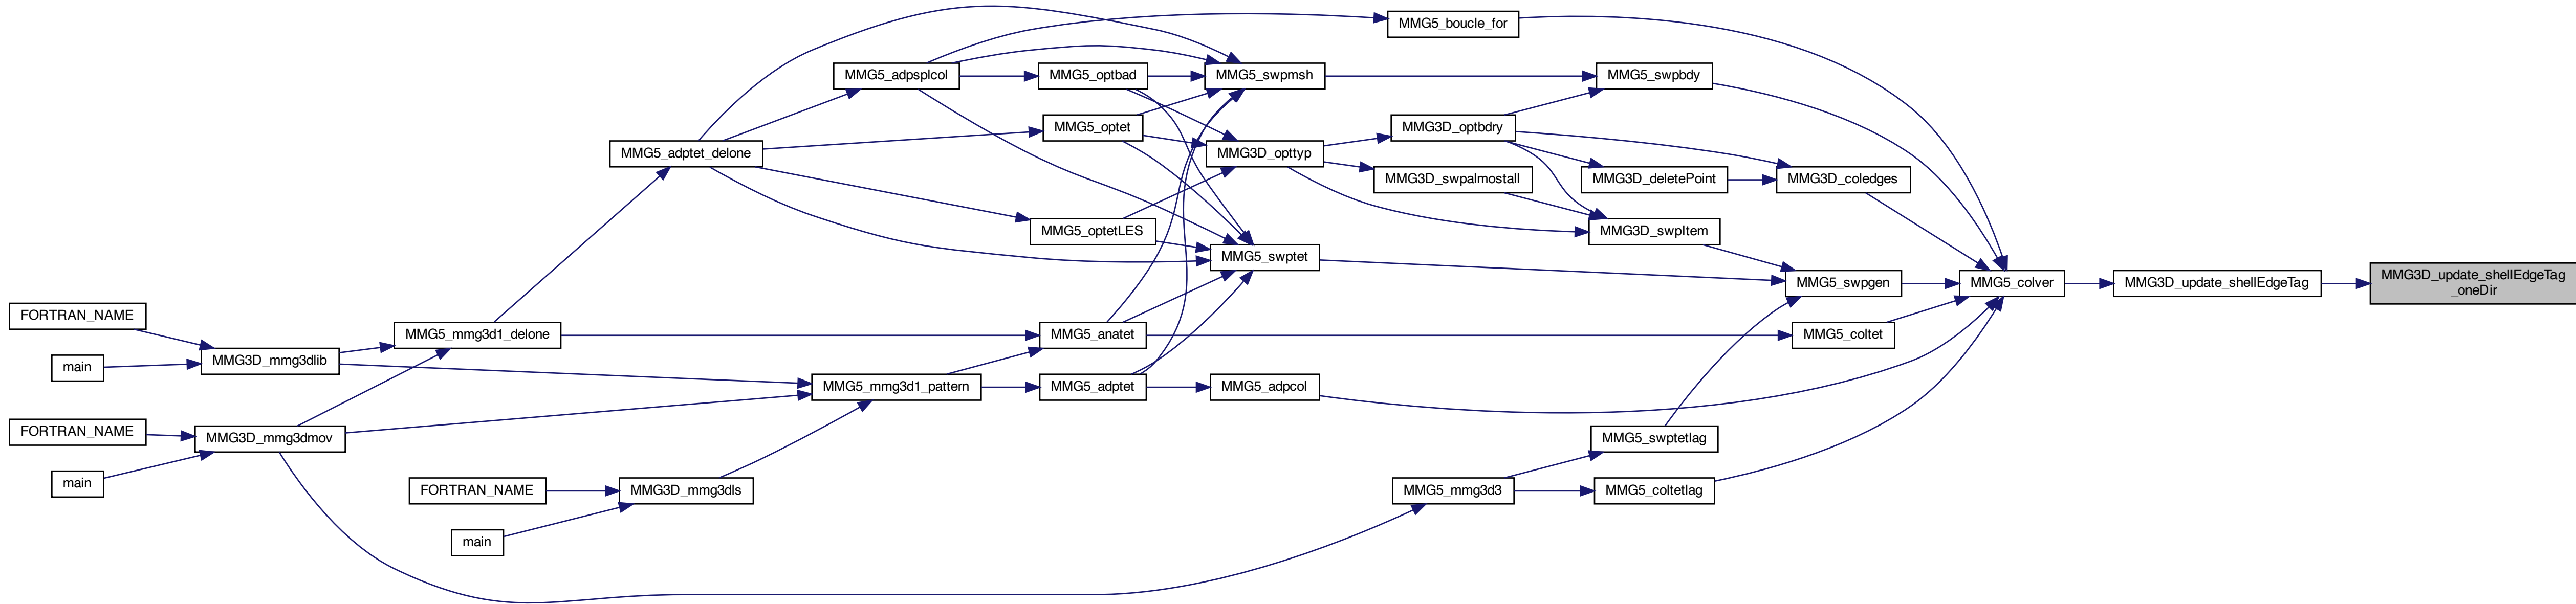 MMG5_boucle_for
MMG5_adpsplcol
MMG5_optbad
MMG5_swpmsh
MMG5_swpbdy
MMG5_optet
MMG3D_optbdry
MMG5_adptet_delone
MMG3D_opttyp
MMG3D_swpalmostall
MMG3D_deletePoint
MMG3D_coledges
MMG5_optetLES
MMG3D_swpItem
MMG5_swptet
MMG5_swpgen
MMG5_colver
MMG3D_update_shellEdgeTag
MMG3D_update_shellEdgeTag
_oneDir
FORTRAN_NAME
MMG5_mmg3d1_delone
MMG5_anatet
MMG5_coltet
main
MMG3D_mmg3dlib
MMG5_mmg3d1_pattern
MMG5_adptet
MMG5_adpcol
FORTRAN_NAME
MMG3D_mmg3dmov
MMG5_swptetlag
main
FORTRAN_NAME
MMG3D_mmg3dls
MMG5_mmg3d3
MMG5_coltetlag
main